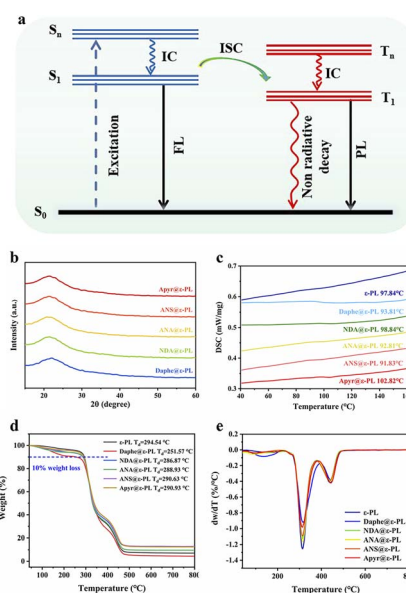 a
Sn
IC
ISC
Tn
S1
IC
T1
Excitation
FL
Non radiative
decay
PL
S0
b
Intensity (a.u.)
Apyr@ε-PL
ANS@ε-PL
ANA@ε-PL
NDA@ε-PL
Daphe@ε-PL
20 30 40 50 60
2θ (degree)
c
DSC (mW/mg)
0.7
0.6
0.5
0.4
0.3
ε-PL 97.84°C
Daphe@ε-PL 93.81°C
NDA@ε-PL 98.84°C
ANA@ε-PL 92.81°C
ANS@ε-PL 91.83°C
Apyr@ε-PL 102.82°C
40 60 80 100 120 140 160
Temperature (°C)
d
Weight (%)
100
80
60
40
20
0
10% weight loss
ε-PL Td=294.54 °C
Daphe@ε-PL Td=251.57 °C
NDA@ε-PL Td=286.87 °C
ANA@ε-PL Td=288.93 °C
ANS@ε-PL Td=290.63 °C
Apyr@ε-PL Td=290.93 °C
100 200 300 400 500 600 700 800
Temperature (°C)
e
dw/dT (%/°C)
0.0
-0.2
-0.4
-0.6
-0.8
-1.0
-1.2
-1.4
ε-PL
Daphe@ε-PL
NDA@ε-PL
ANA@ε-PL
ANS@ε-PL
Apyr@ε-PL
200 400 600
Temperature (°C)